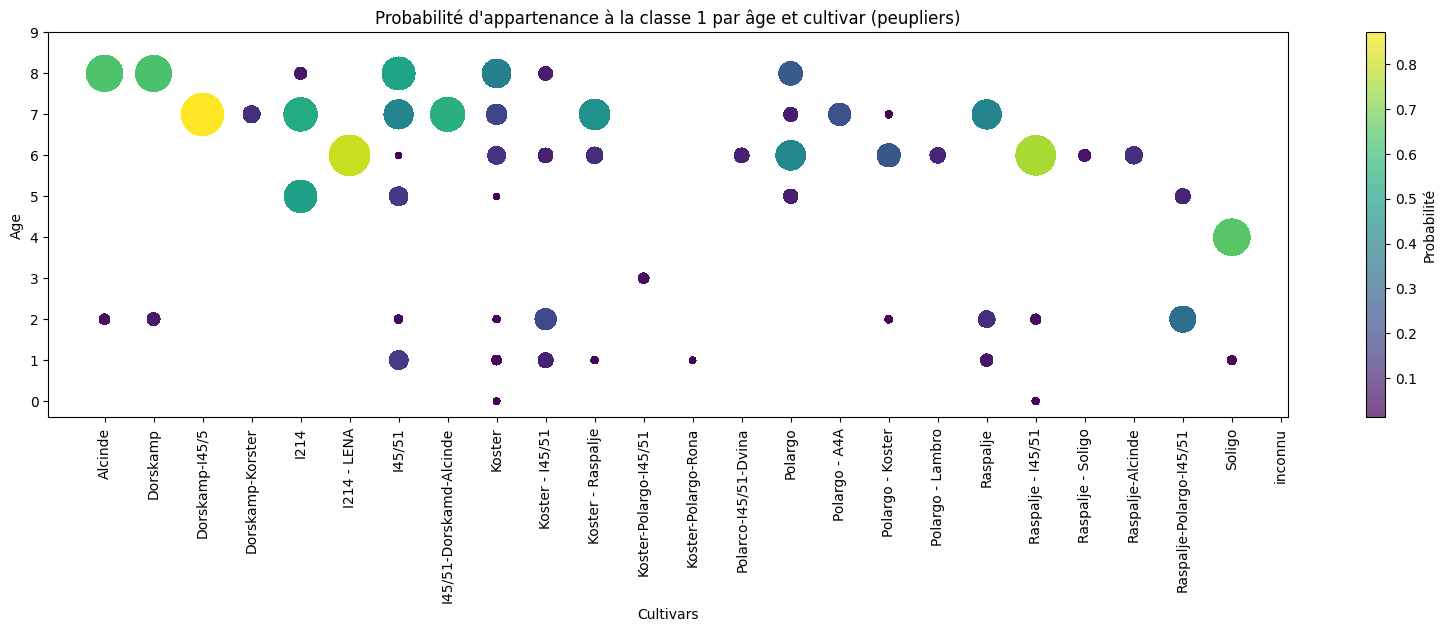 Probabilité d'appartenance à la classe 1 par âge et cultivar (peupliers)
Age
9
8
7
6
5
4
3
2
1
0
Alcinde
Dorskamp
Dorskamp-I45/5
Dorskamp-Korster
I214
I214 - LENA
I45/51
I45/51-Dorskamd-Alcinde
Koster
Koster - I45/51
Koster - Raspalje
Koster-Polargo-I45/51
Koster-Polargo-Rona
Polarco-I45/51-Dvina
Polargo
Polargo - A4A
Polargo - Koster
Polargo - Lambro
Raspalje
Raspalje - I45/51
Raspalje - Soligo
Raspalje-Alcinde
Raspalje-Polargo-I45/51
Soligo
inconnu
Cultivars
0.8
0.7
0.6
0.5
0.4
0.3
0.2
0.1
Probabilité